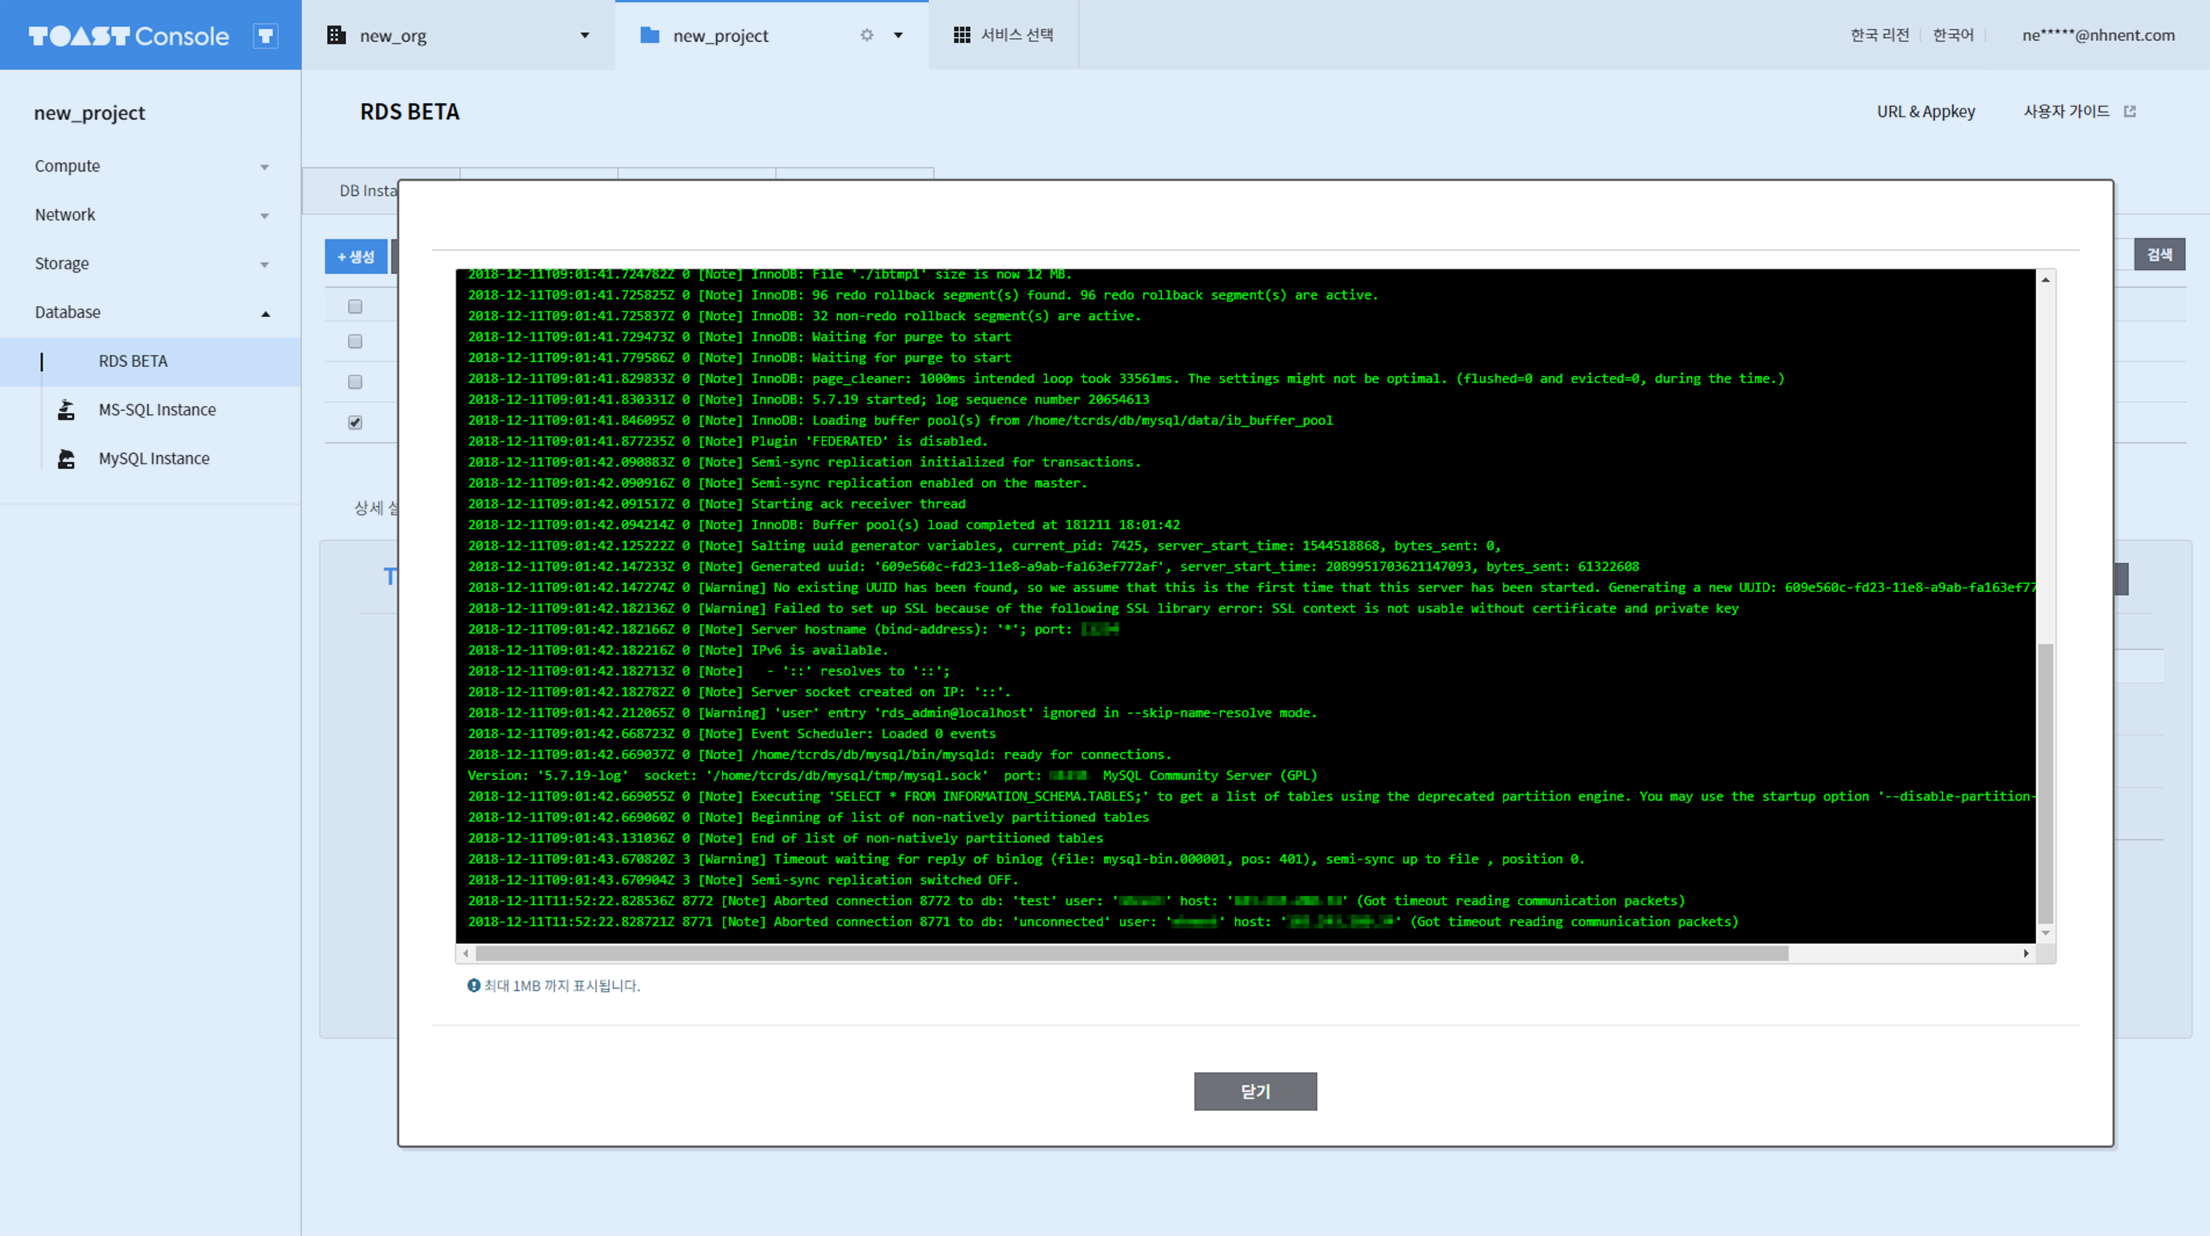 TOAST Console
new_org
new_project
서비스 선택
한국 리전
한국어
ne*****@nhnent.com
new_project
Compute
Network
Storage
Database
RDS BETA
MS-SQL Instance
MySQL Instance
RDS BETA
URL & Appkey
사용자 가이드
DB Insta
+ 생성
검색
상세 설
T
2018-12-11T09:01:41.724782Z 0 [Note] InnoDB: File './ibtmp1' size is now 12 MB.
2018-12-11T09:01:41.725825Z 0 [Note] InnoDB: 96 redo rollback segment(s) found. 96 redo rollback segment(s) are active.
2018-12-11T09:01:41.725837Z 0 [Note] InnoDB: 32 non-redo rollback segment(s) are active.
2018-12-11T09:01:41.729473Z 0 [Note] InnoDB: Waiting for purge to start
2018-12-11T09:01:41.779586Z 0 [Note] InnoDB: Waiting for purge to start
2018-12-11T09:01:41.829833Z 0 [Note] InnoDB: page_cleaner: 1000ms intended loop took 33561ms. The settings might not be optimal. (flushed=0 and evicted=0, during the time.)
2018-12-11T09:01:41.830331Z 0 [Note] InnoDB: 5.7.19 started; log sequence number 20654613
2018-12-11T09:01:41.846095Z 0 [Note] InnoDB: Loading buffer pool(s) from /home/tcrds/db/mysql/data/ib_buffer_pool
2018-12-11T09:01:41.877235Z 0 [Note] Plugin 'FEDERATED' is disabled.
2018-12-11T09:01:42.090883Z 0 [Note] Semi-sync replication initialized for transactions.
2018-12-11T09:01:42.090916Z 0 [Note] Semi-sync replication enabled on the master.
2018-12-11T09:01:42.091517Z 0 [Note] Starting ack receiver thread
2018-12-11T09:01:42.094214Z 0 [Note] InnoDB: Buffer pool(s) load completed at 181211 18:01:42
2018-12-11T09:01:42.125222Z 0 [Note] Salting uuid generator variables, current_pid: 7425, server_start_time: 1544518868, bytes_sent: 0,
2018-12-11T09:01:42.147233Z 0 [Note] Generated uuid: '609e560c-fd23-11e8-a9ab-fa163ef772af', server_start_time: 2089951703621147093, bytes_sent: 61322608
2018-12-11T09:01:42.147274Z 0 [Warning] No existing UUID has been found, so we assume that this is the first time that this server has been started. Generating a new UUID: 609e560c-fd23-11e8-a9ab-fa163ef77
2018-12-11T09:01:42.182136Z 0 [Warning] Failed to set up SSL because of the following SSL library error: SSL context is not usable without certificate and private key
2018-12-11T09:01:42.182166Z 0 [Note] Server hostname (bind-address): '*'; port:
2018-12-11T09:01:42.182216Z 0 [Note] IPv6 is available.
2018-12-11T09:01:42.182713Z 0 [Note]   - '::' resolves to '::';
2018-12-11T09:01:42.182782Z 0 [Note] Server socket created on IP: '::'.
2018-12-11T09:01:42.212065Z 0 [Warning] 'user' entry 'rds_admin@localhost' ignored in --skip-name-resolve mode.
2018-12-11T09:01:42.668723Z 0 [Note] Event Scheduler: Loaded 0 events
2018-12-11T09:01:42.669037Z 0 [Note] /home/tcrds/db/mysql/bin/mysqld: ready for connections.
Version: '5.7.19-log'  socket: '/home/tcrds/db/mysql/tmp/mysql.sock'  port:  MySQL Community Server (GPL)
2018-12-11T09:01:42.669055Z 0 [Note] Executing 'SELECT * FROM INFORMATION_SCHEMA.TABLES;' to get a list of tables using the deprecated partition engine. You may use the startup option '--disable-partition-
2018-12-11T09:01:42.669060Z 0 [Note] Beginning of list of non-natively partitioned tables
2018-12-11T09:01:43.131036Z 0 [Note] End of list of non-natively partitioned tables
2018-12-11T09:01:43.670820Z 3 [Warning] Timeout waiting for reply of binlog (file: mysql-bin.000001, pos: 401), semi-sync up to file , position 0.
2018-12-11T09:01:43.670904Z 3 [Note] Semi-sync replication switched OFF.
2018-12-11T11:52:22.828536Z 8772 [Note] Aborted connection 8772 to db: 'test' user: '' host: '' (Got timeout reading communication packets)
2018-12-11T11:52:22.828721Z 8771 [Note] Aborted connection 8771 to db: 'unconnected' user: '' host: '' (Got timeout reading communication packets)
최대 1MB 까지 표시됩니다.
닫기